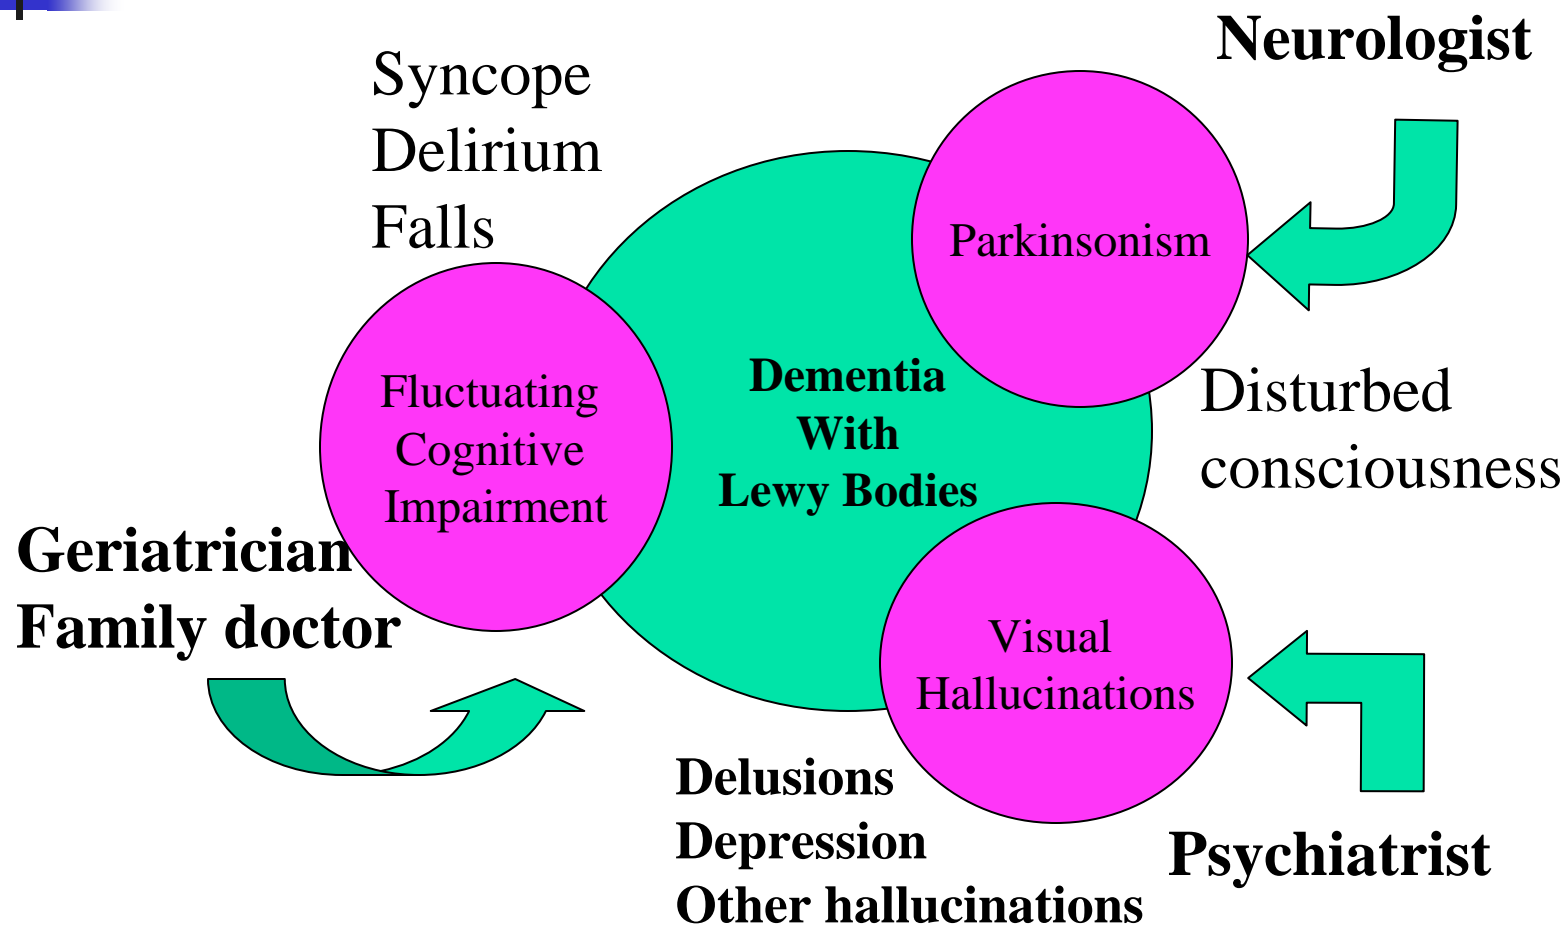 Neurologist
Syncope
Delirium
Falls
Parkinsonism
Fluctuating
Cognitive
Impairment
Dementia
With
Lewy Bodies
Disturbed
consciousness
Geriatrician
Family doctor
Visual
Hallucinations
Delusions
Depression
Other hallucinations
Psychiatrist